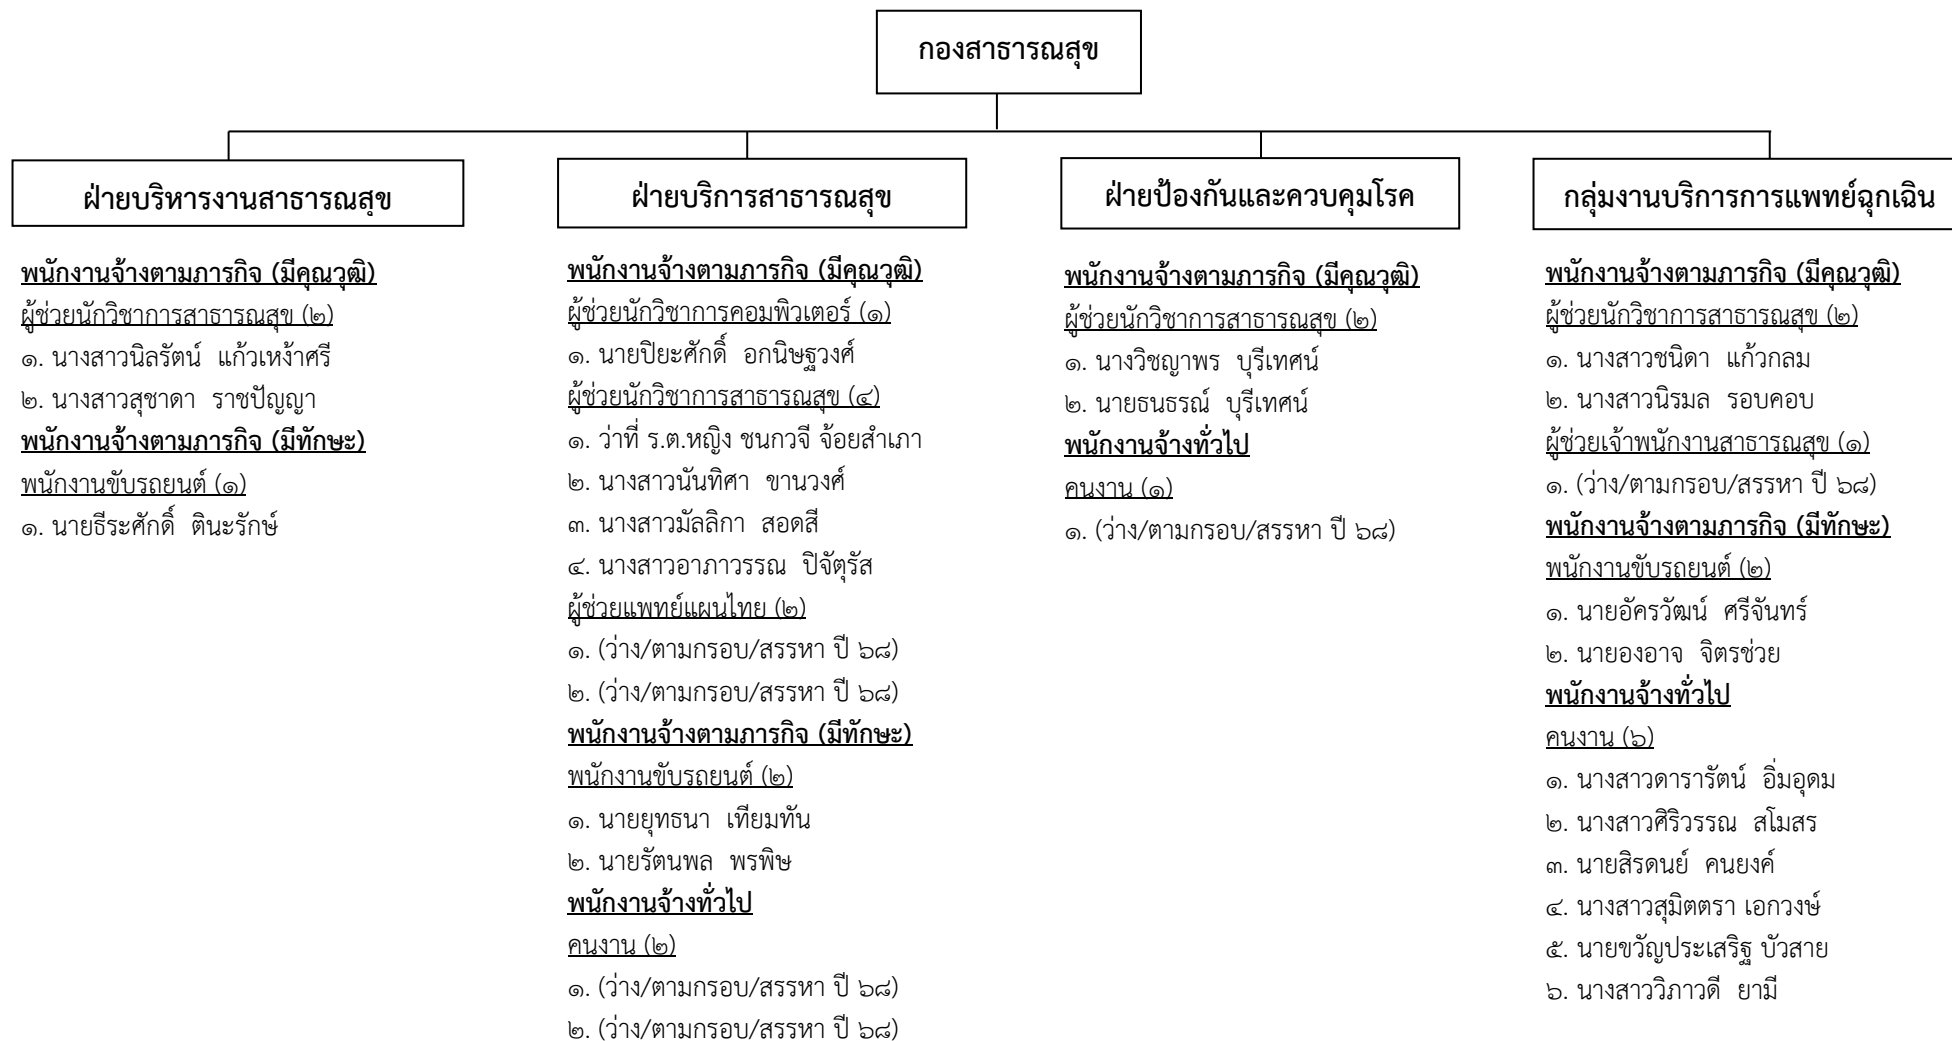 กองสาธารณสุข
ฝ่ายบริหารงานสาธารณสุข
พนักงานจ้างตามภารกิจ (มีคุณวุฒิ)
ผู้ช่วยนักวิชาการสาธารณสุข (๒)
๑. นางสาวนิลรัตน์ แก้วเหง้าศรี
๒. นางสาวสุชาดา ราชปัญญา
พนักงานจ้างตามภารกิจ (มีทักษะ)
พนักงานขับรถยนต์ (๑)
๑. นายธีระศักดิ์ ตินะรักษ์
ฝ่ายบริการสาธารณสุข
พนักงานจ้างตามภารกิจ (มีคุณวุฒิ)
ผู้ช่วยนักวิชาการคอมพิวเตอร์ (๑)
๑. นายปิยะศักดิ์ อกนิษฐวงศ์
ผู้ช่วยนักวิชาการสาธารณสุข (๔)
๑. ว่าที่ ร.ต.หญิง ชนกวจี จ้อยสำเภา
๒. นางสาวนันทิศา ขานวงศ์
๓. นางสาวมัลลิกา สอดสี
๔. นางสาวอาภาวรรณ ปิจัตุรัส
ผู้ช่วยแพทย์แผนไทย (๒)
๑. (ว่าง/ตามกรอบ/สรรหา ปี ๖๘)
๒. (ว่าง/ตามกรอบ/สรรหา ปี ๖๘)
พนักงานจ้างตามภารกิจ (มีทักษะ)
พนักงานขับรถยนต์ (๒)
๑. นายยุทธนา เทียมทัน
๒. นายรัตนพล พรพิษ
พนักงานจ้างทั่วไป
คนงาน (๒)
๑. (ว่าง/ตามกรอบ/สรรหา ปี ๖๘)
๒. (ว่าง/ตามกรอบ/สรรหา ปี ๖๘)
ฝ่ายป้องกันและควบคุมโรค
พนักงานจ้างตามภารกิจ (มีคุณวุฒิ)
ผู้ช่วยนักวิชาการสาธารณสุข (๒)
๑. นางวิชญาพร บุรีเทศน์
๒. นายธนธรณ์ บุรีเทศน์
พนักงานจ้างทั่วไป
คนงาน (๑)
๑. (ว่าง/ตามกรอบ/สรรหา ปี ๖๘)
กลุ่มงานบริการการแพทย์ฉุกเฉิน
พนักงานจ้างตามภารกิจ (มีคุณวุฒิ)
ผู้ช่วยนักวิชาการสาธารณสุข (๒)
๑. นางสาวชนิดา แก้วกลม
๒. นางสาวนิรมล รอบคอบ
ผู้ช่วยเจ้าพนักงานสาธารณสุข (๑)
๑. (ว่าง/ตามกรอบ/สรรหา ปี ๖๘)
พนักงานจ้างตามภารกิจ (มีทักษะ)
พนักงานขับรถยนต์ (๒)
๑. นายอัครวัฒน์ ศรีจันทร์
๒. นายองอาจ จิตรช่วย
พนักงานจ้างทั่วไป
คนงาน (๖)
๑. นางสาวดารารัตน์ อิ่มอุดม
๒. นางสาวศิริวรรณ สโมสร
๓. นายสิรดนย์ คนยงค์
๔. นางสาวสุมิตตรา เอกวงษ์
๕. นายขวัญประเสริฐ บัวสาย
๖. นางสาววิภาวดี ยามี